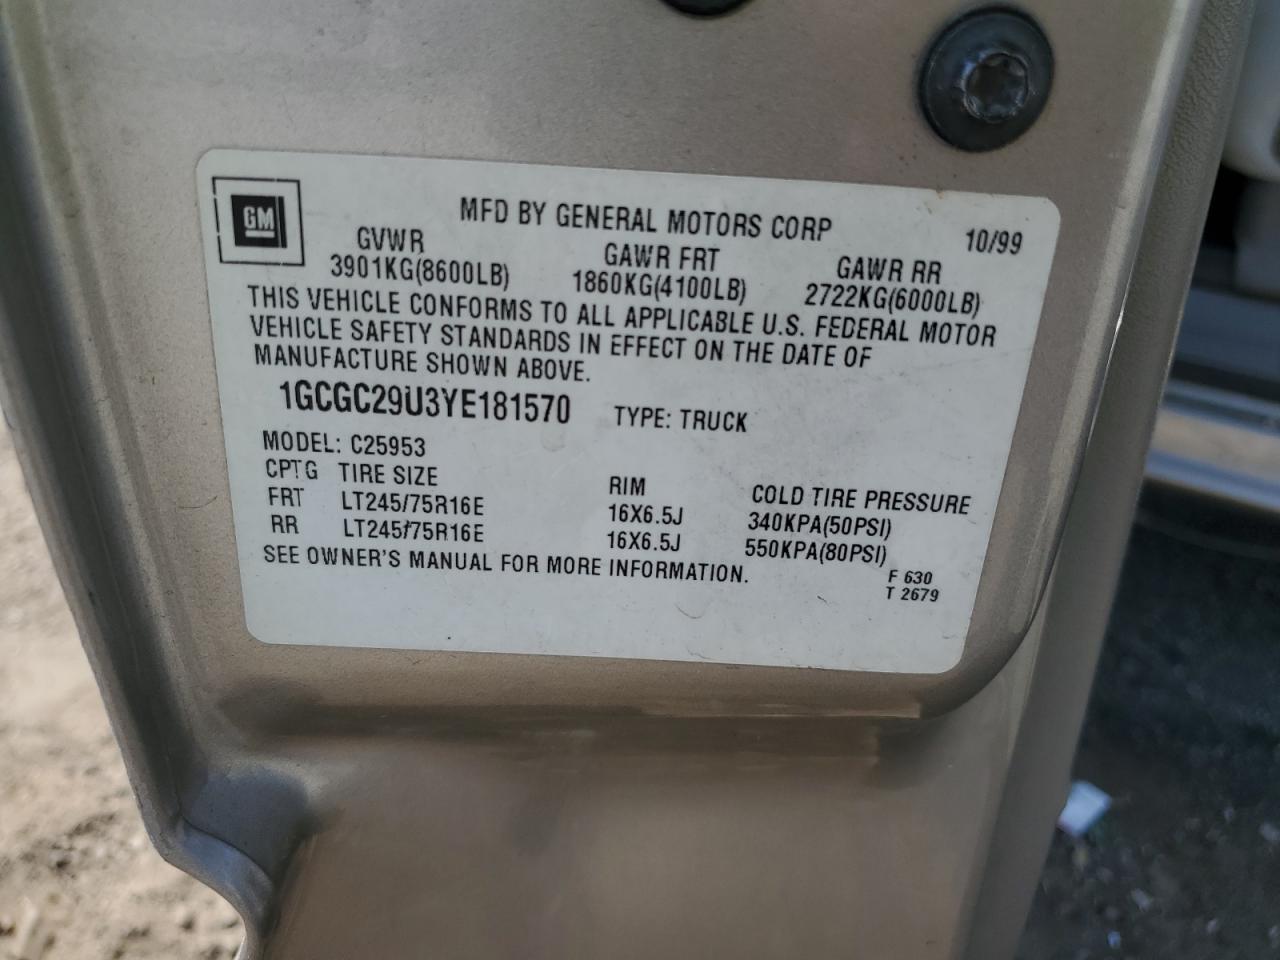 GM
MFD BY GENERAL MOTORS CORP 10/99
GVWR GAWR FRT GAWR RR
3901KG(8600LB) 1860KG(4100LB) 2722KG(6000LB)
THIS VEHICLE CONFORMS TO ALL APPLICABLE U.S. FEDERAL MOTOR
VEHICLE SAFETY STANDARDS IN EFFECT ON THE DATE OF
MANUFACTURE SHOWN ABOVE.
1GCGC29U3YE181570 TYPE: TRUCK
MODEL: C25953
CPTG TIRE SIZE RIM COLD TIRE PRESSURE
FRT LT245/75R16E 16X6.5J 340KPA(50PSI)
RR LT245/75R16E 16X6.5J 550KPA(80PSI)
SEE OWNER'S MANUAL FOR MORE INFORMATION.
F 630
T 2679